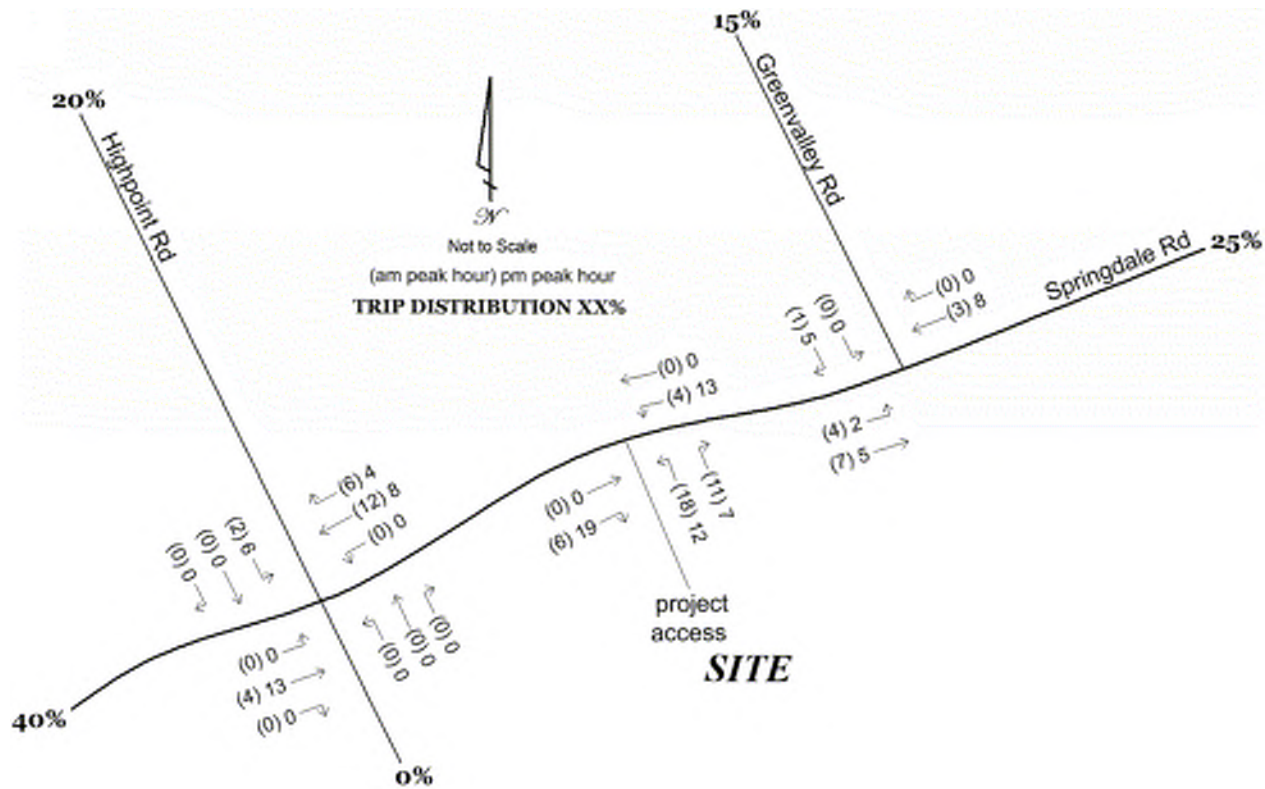 15%
20%
Greenvalley Rd
Highpoint Rd
N
Not to Scale
(am peak hour) pm peak hour
TRIP DISTRIBUTION XX%
Springdale Rd
25%
(0) 0
(3) 8
(0) 0
(1) 5
(0) 0
(4) 13
(4) 2
(7) 5
(6) 4
(12) 8
(0) 0
(0) 0
(6) 19
(11) 7
(18) 12
(2) 6
(0) 0
(0) 0
project
access
SITE
(0) 0
(4) 13
(0) 0
(0) 0
(0) 0
(0) 0
40%
0%